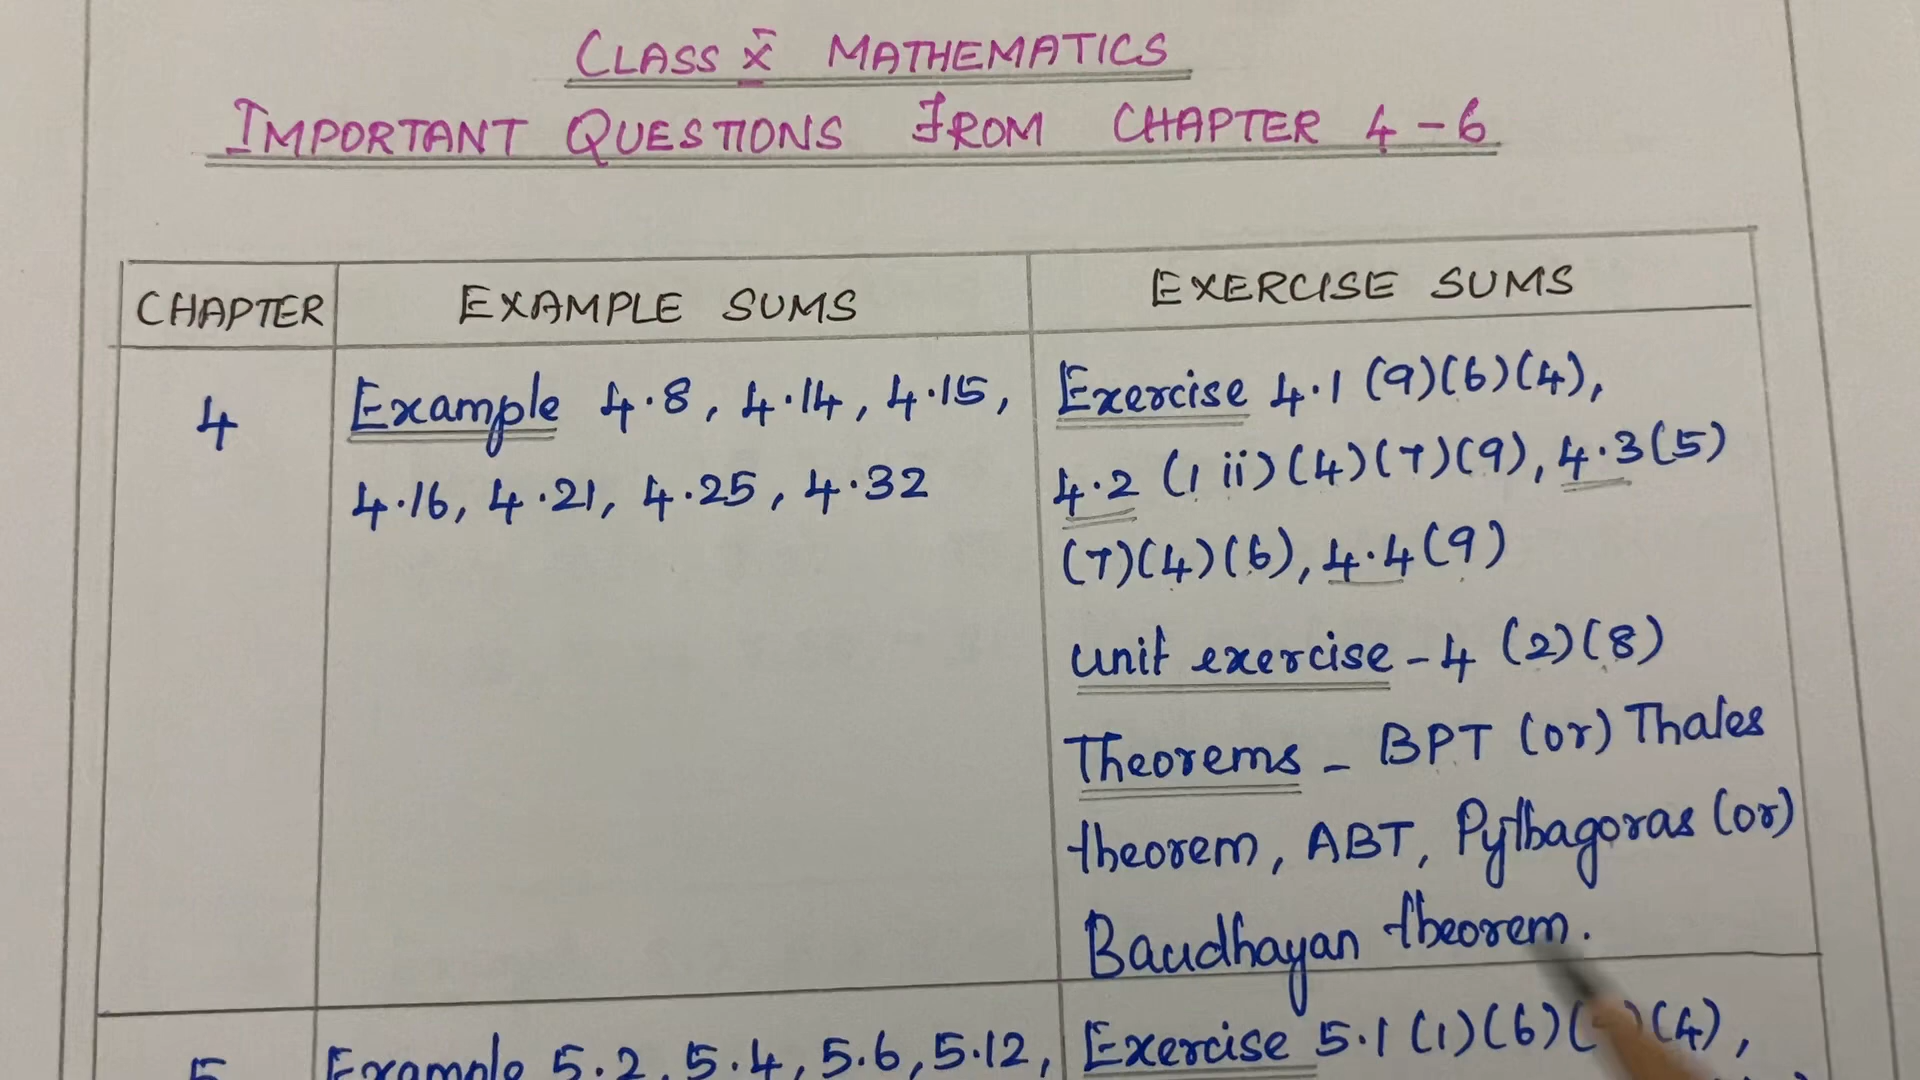 CLASS X MATHEMATICS
IMPORTANT QUESTIONS FROM CHAPTER 4 - 6
CHAPTER EXAMPLE SUMS EXERCISE SUMS
4
Example 4.8, 4.14, 4.15,
4.16, 4.21, 4.25, 4.32
Exercise 4.1 (9)(6)(4),
4.2 (1 ii)(4)(7)(9), 4.3(5)
(7)(4)(6), 4.4(9)
unit exercise - 4 (2)(8)
Theorems - BPT (or) Thales
theorem, ABT, Pythagoras (or)
Baudhayan theorem.
5
Example 5.2, 5.4, 5.6, 5.12,
Exercise 5.1 (1)(6) (4),